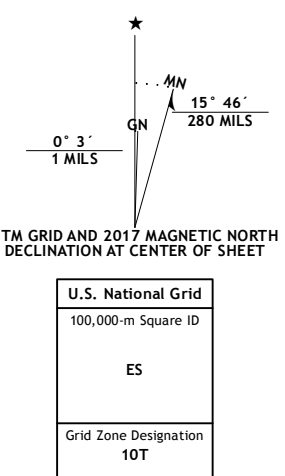 ★
MN
15° 46´
280 MILS
GN
0° 3´
1 MILS
TM GRID AND 2017 MAGNETIC NORTH
DECLINATION AT CENTER OF SHEET
U.S. National Grid
100,000-m Square ID
ES
Grid Zone Designation
10T